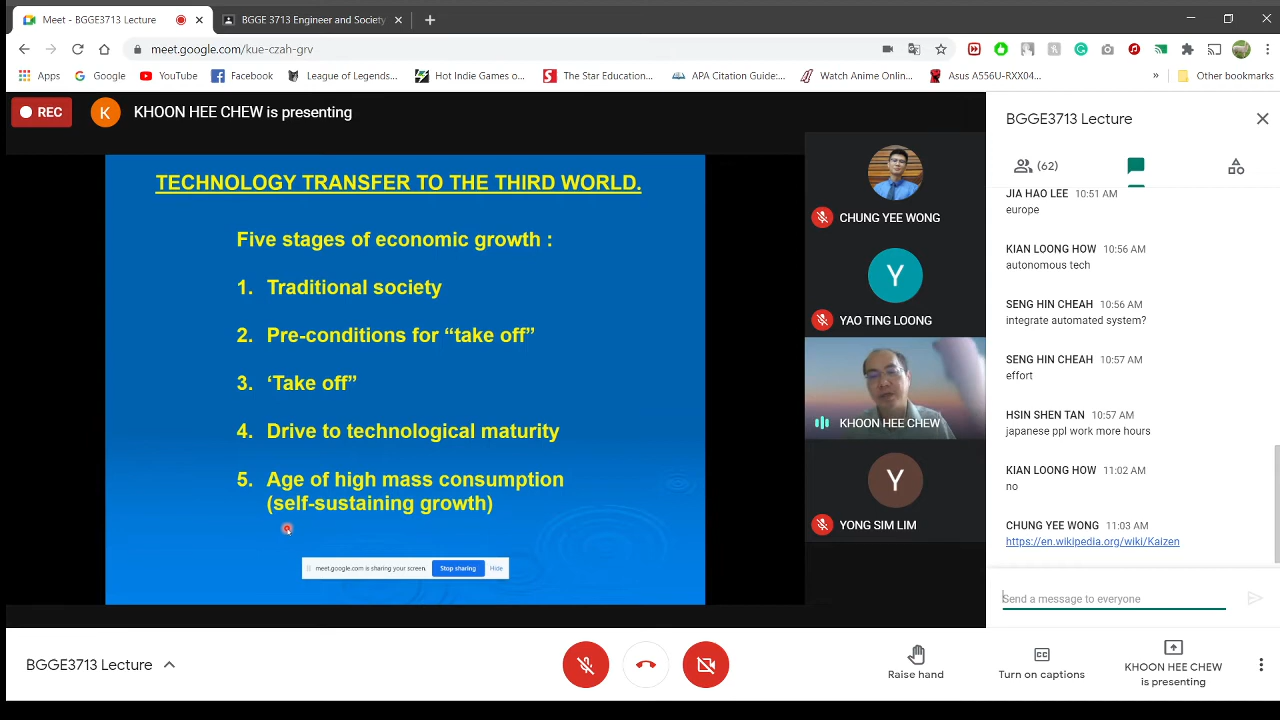 Meet - BGGE3713 Lecture
BGGE 3713 Engineer and Society
meet.google.com/kue-czah-grv
Apps
Google
YouTube
Facebook
League of Legends...
Hot Indie Games o...
The Star Education...
APA Citation Guide:...
Watch Anime Onlin...
Asus A556U-RXX04...
»
Other bookmarks
REC
K
KHOON HEE CHEW is presenting
TECHNOLOGY TRANSFER TO THE THIRD WORLD.
Five stages of economic growth :
1. Traditional society
2. Pre-conditions for “take off”
3. ‘Take off”
4. Drive to technological maturity
5. Age of high mass consumption
(self-sustaining growth)
meet.google.com is sharing your screen.
Stop sharing
Hide
CHUNG YEE WONG
Y
YAO TING LOONG
KHOON HEE CHEW
Y
YONG SIM LIM
BGGE3713 Lecture
(62)
JIA HAO LEE 10:51 AM
europe
KIAN LOONG HOW 10:56 AM
autonomous tech
SENG HIN CHEAH 10:56 AM
integrate automated system?
SENG HIN CHEAH 10:57 AM
effort
HSIN SHEN TAN 10:57 AM
japanese ppl work more hours
KIAN LOONG HOW 11:02 AM
no
CHUNG YEE WONG 11:03 AM
https://en.wikipedia.org/wiki/Kaizen
Send a message to everyone
BGGE3713 Lecture
Raise hand
CC
Turn on captions
KHOON HEE CHEW
is presenting